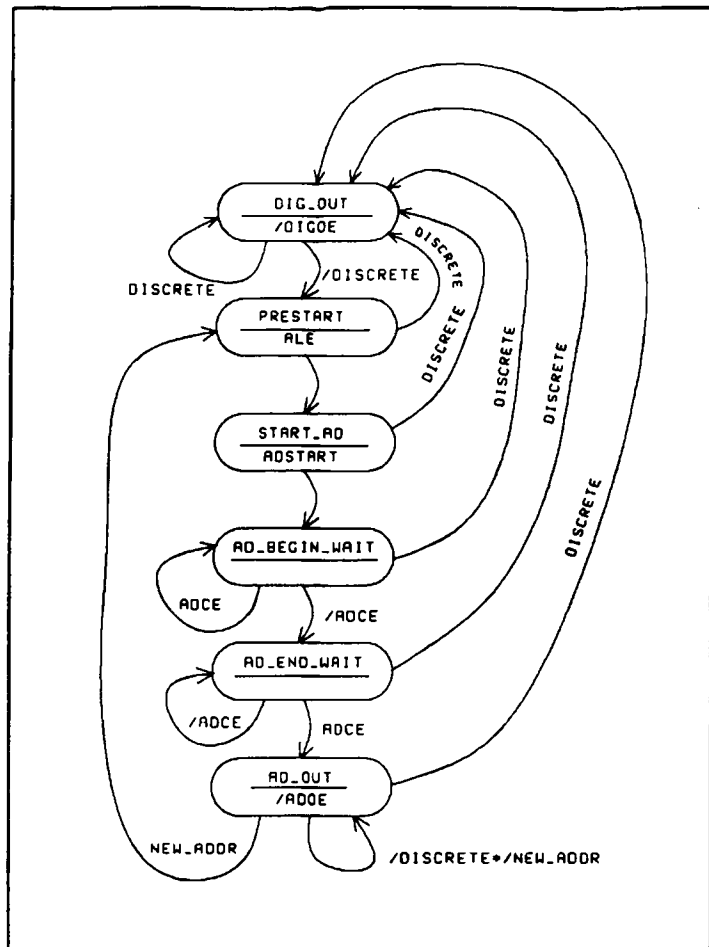 DIG_OUT
/DIGOE
DISCRETE
/DISCRETE
DISCRETE
PRESTART
ALE
DISCRETE
DISCRETE
DISCRETE
DISCRETE
START_AD
ADSTART
AD_BEGIN_WAIT
ADCE
/ADCE
AD_END_WAIT
/ADCE
ADCE
AD_OUT
/ADOE
NEW_ADDR
/DISCRETE*/NEW_ADDR